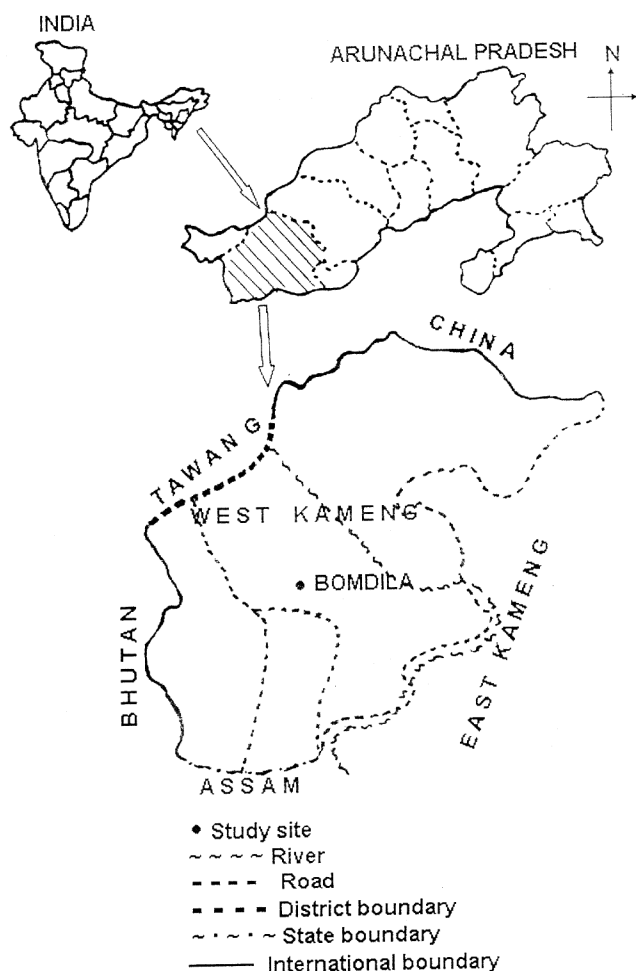 INDIA
ARUNACHAL PRADESH
N
CHINA
TAWANG
WEST KAMENG
BOMDILA
BHUTAN
EAST KAMENG
ASSAM
Study site
River
Road
District boundary
State boundary
International boundary